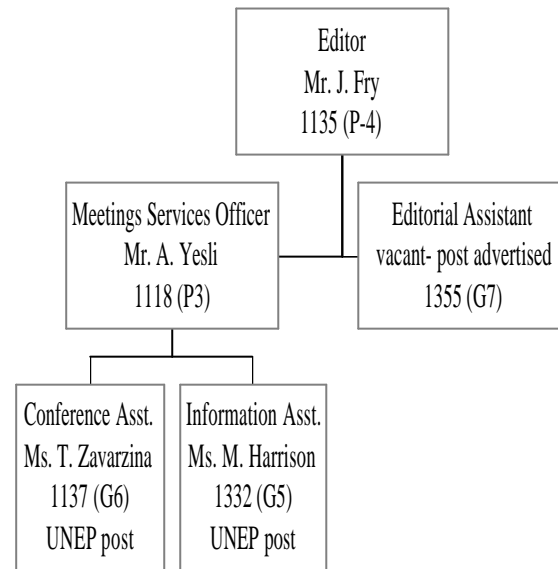 Editor
Mr. J. Fry
1135 (P-4)
Meetings Services Officer
Mr. A. Yesli
1118 (P3)
Editorial Assistant
vacant- post advertised
1355 (G7)
Conference Asst.
Ms. T. Zavarzina
1137 (G6)
UNEP post
Information Asst.
Ms. M. Harrison
1332 (G5)
UNEP post